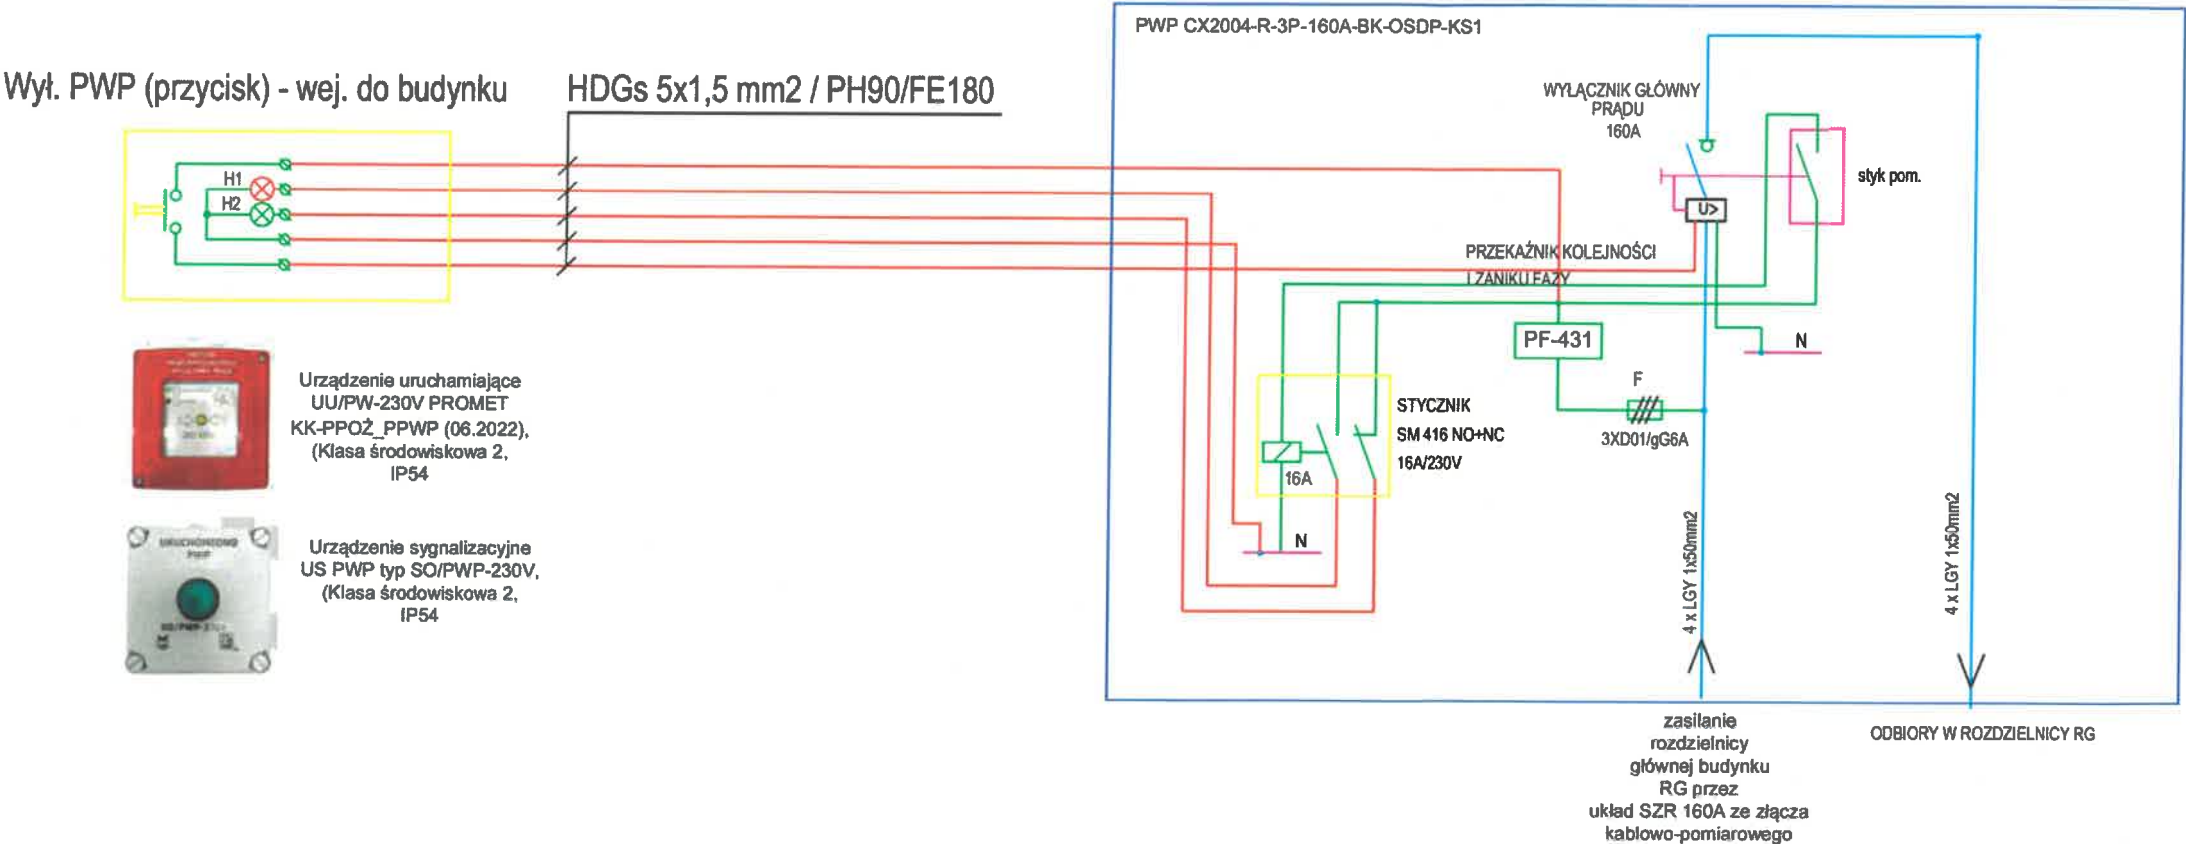 PWP CX2004-R-3P-160A-BK-OSDP-KS1
Wył. PWP (przycisk) - wej. do budynku
HDGs 5x1,5 mm2 / PH90/FE180
WYŁĄCZNIK GŁÓWNY
PRĄDU
160A
H1
H2
styk pom.
U>
PRZEKAŹNIK KOLEJNOŚCI
I ZANIKU FAZY
PF-431
N
F
3XD01/gG6A
STYCZNIK
SM 416 NO+NC
16A/230V
16A
N
Urządzenie uruchamiające
UU/PW-230V PROMET
KK-PPOŻ_PPWP (06.2022),
(Klasa środowiskowa 2,
IP54
URUCHOMIONO
PWP
Urządzenie sygnalizacyjne
US PWP typ SO/PWP-230V,
(Klasa środowiskowa 2,
IP54
4 x LGY 1x50mm2
4 x LGY 1x50mm2
zasilanie
rozdzielnicy
głównej budynku
RG przez
układ SZR 160A ze złącza
kablowo-pomiarowego
ODBIORY W ROZDZIELNICY RG